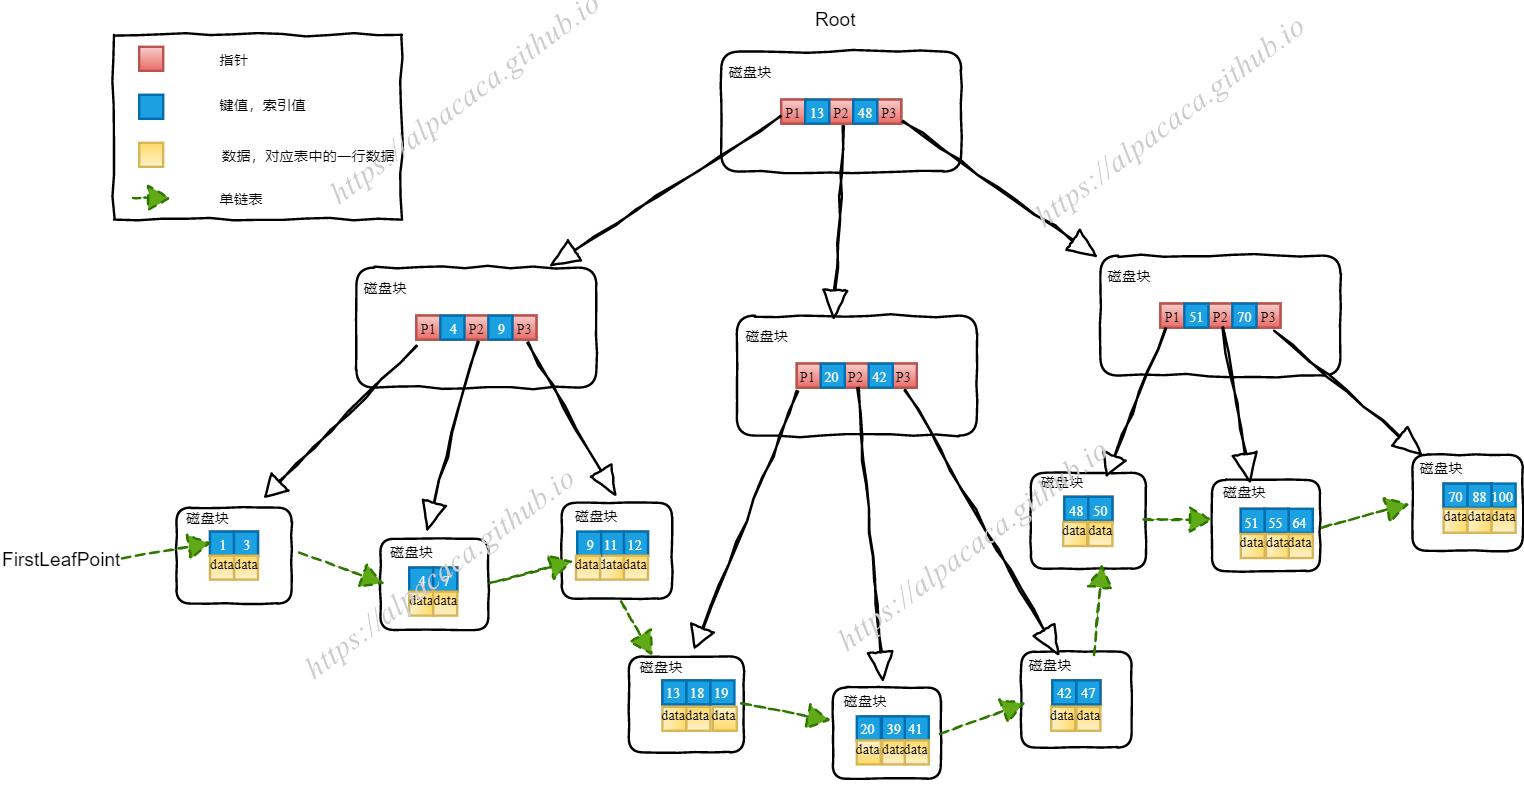 Root
指针
键值，索引值
数据，对应表中的一行数据
单链表
磁盘块
P1 13 P2 48 P3
磁盘块
P1 4 P2 9 P3
磁盘块
P1 20 P2 42 P3
磁盘块
P1 51 P2 70 P3
FirstLeafPoint
磁盘块
1 3
data data
磁盘块
4 7
data data
磁盘块
9 11 12
data data data
磁盘块
13 18 19
data data data
磁盘块
20 39 41
data data data
磁盘块
42 47
data data
磁盘块
48 50
data data
磁盘块
51 55 64
data data data
磁盘块
70 88 100
data data data
https://alpacaca.github.io
https://alpacaca.github.io
https://alpacaca.github.io
https://alpacaca.github.io